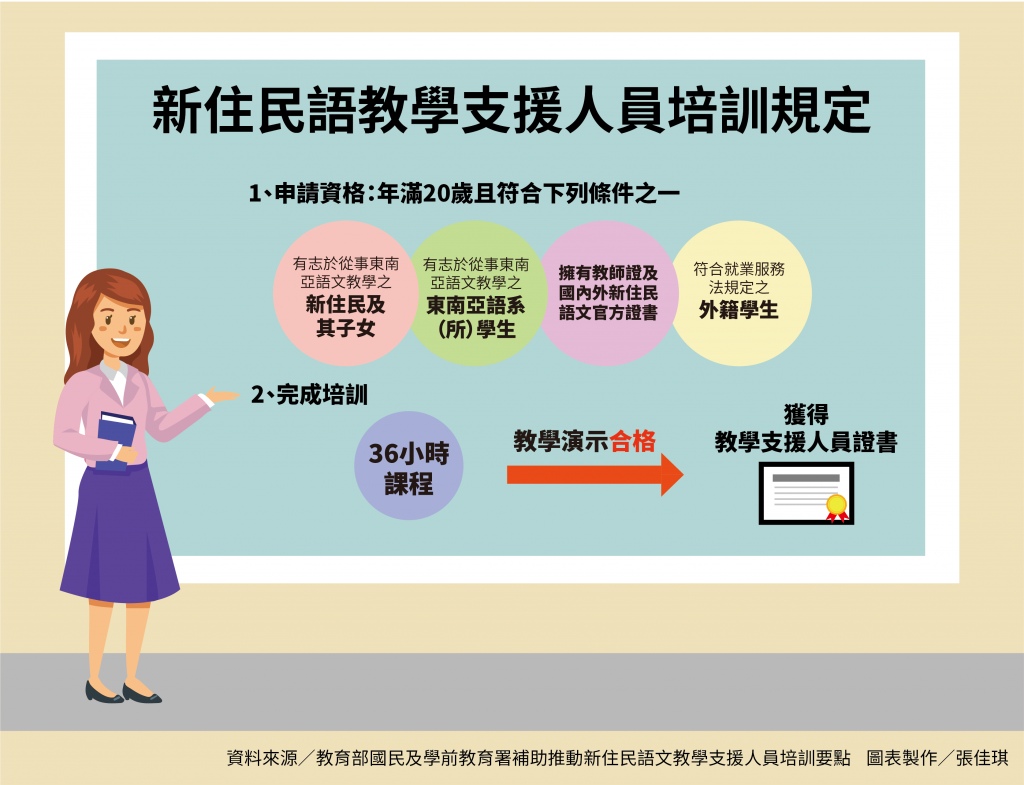 新住民語教學支援人員培訓規定
1、申請資格：年滿20歲且符合下列條件之一
有志於從事東南
亞語文教學之
新住民及
其子女
有志於從事東南
亞語文教學之
東南亞語系
（所）學生
擁有教師證及
國內外新住民
語文官方證書
符合就業服務
法規定之
外籍學生
2、完成培訓
36小時
課程
教學演示合格
獲得
教學支援人員證書
資料來源／教育部國民及學前教育署補助推動新住民語文教學支援人員培訓要點 圖表製作／張佳琪